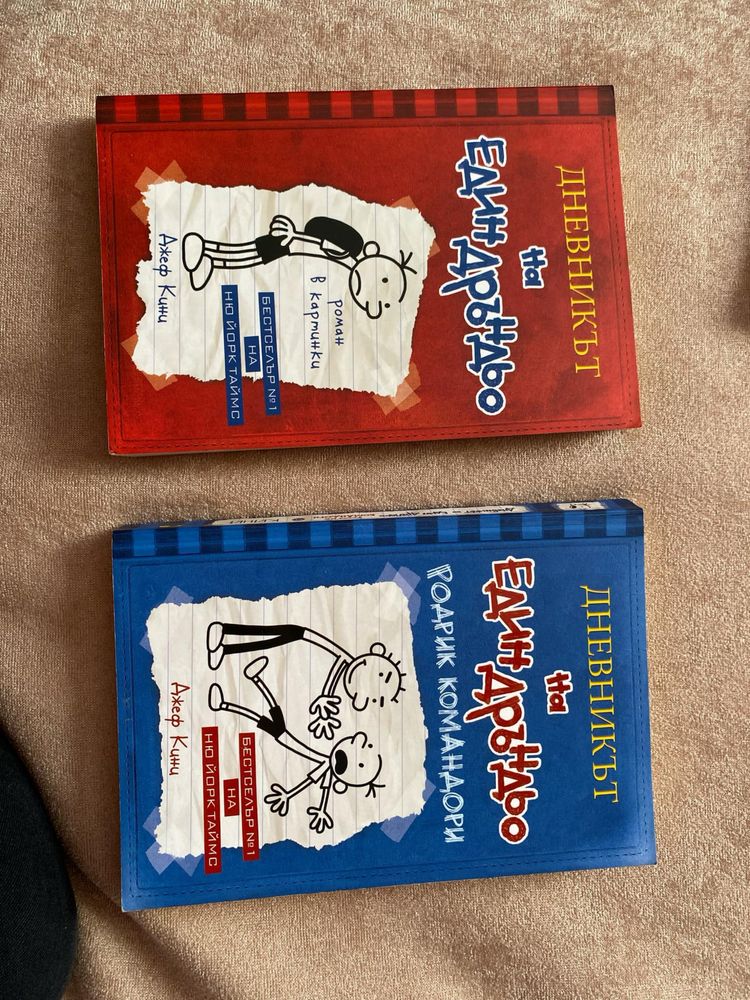 ДНЕВНИКЪТ
на
ЕДИН ДРЪНДЬО
роман
в картинки
БЕСТСЕЛЪР №1
НА
НЮ ЙОРК ТАЙМС
Джеф Кини
ДНЕВНИКЪТ
на
ЕДИН ДРЪНДЬО
РОДРИК КОМАНДОРИ
БЕСТСЕЛЪР №1
НА
НЮ ЙОРК ТАЙМС
Джеф Кини